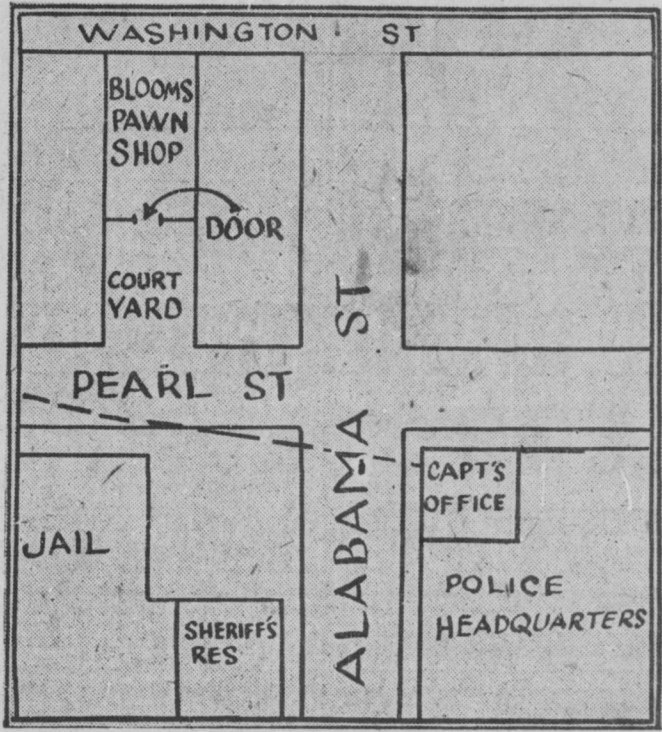 WASHINGTON ST
BLOOMS
PAWN
SHOP
DOOR
COURT
YARD
PEARL ST
ALABAMA ST
CAPT'S
OFFICE
JAIL
POLICE
HEADQUARTERS
SHERIFF'S
RES